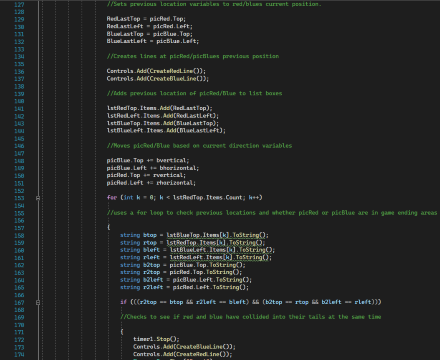 127 //Sets previous location variables to red/blues current position.
128
129 RedLastTop = picRed.Top;
130 RedLastLeft = picRed.Left;
131 BlueLastTop = picBlue.Top;
132 BlueLastLeft = picBlue.Left;
133
134 //Creates lines at picRed/picBlues previous position
135
136 Controls.Add(CreateRedLine());
137 Controls.Add(CreateBlueLine());
138
139 //Adds previous location of picRed/Blue to list boxes
140
141 lstRedTop.Items.Add(RedLastTop);
142 lstRedLeft.Items.Add(RedLastLeft);
143 lstBlueTop.Items.Add(BlueLastTop);
144 lstBlueLeft.Items.Add(BlueLastLeft);
145
146 //Moves picRed/Blue based on current direction variables
147
148 picBlue.Top += bvertical;
149 picBlue.Left += bhorizontal;
150 picRed.Top += rvertical;
151 picRed.Left += rhorizontal;
152
153 for (int k = 0; k < lstRedTop.Items.Count; k++)
154
155 //uses a for loop to check previous locations and whether picRed or picBlue are in game ending areas
156
157 {
158 string btop = lstBlueTop.Items[k].ToString();
159 string rtop = lstRedTop.Items[k].ToString();
160 string bleft = lstBlueLeft.Items[k].ToString();
161 string rleft = lstRedLeft.Items[k].ToString();
162 string b2top = picBlue.Top.ToString();
163 string r2top = picRed.Top.ToString();
164 string b2left = picBlue.Left.ToString();
165 string r2left = picRed.Left.ToString();
166
167 if (((r2top == btop && r2left == bleft) && (b2top == rtop && b2left == rleft)))
168
169 //Checks to see if red and blue have collided into their tails at the same time
170
171 {
172 timer1.Stop();
173 Controls.Add(CreateBlueLine());
174 Controls.Add(CreateRedLine());